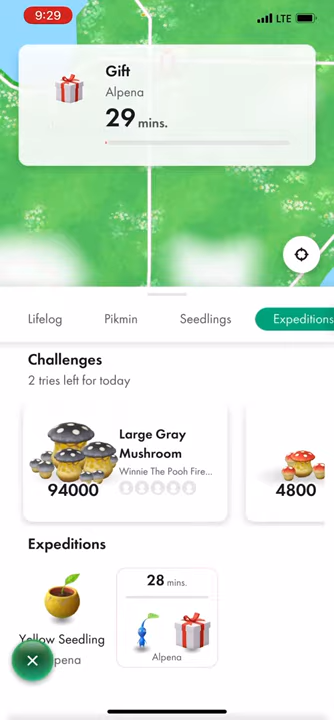 9:29
LTE
Gift
Alpena
29 mins.
Lifelog Pikmin Seedlings Expeditions
Challenges
2 tries left for today
Large Gray
Mushroom
Winnie The Pooh Fire...
94000
4800
Expeditions
28 mins.
Yellow Seedling
pena
Alpena